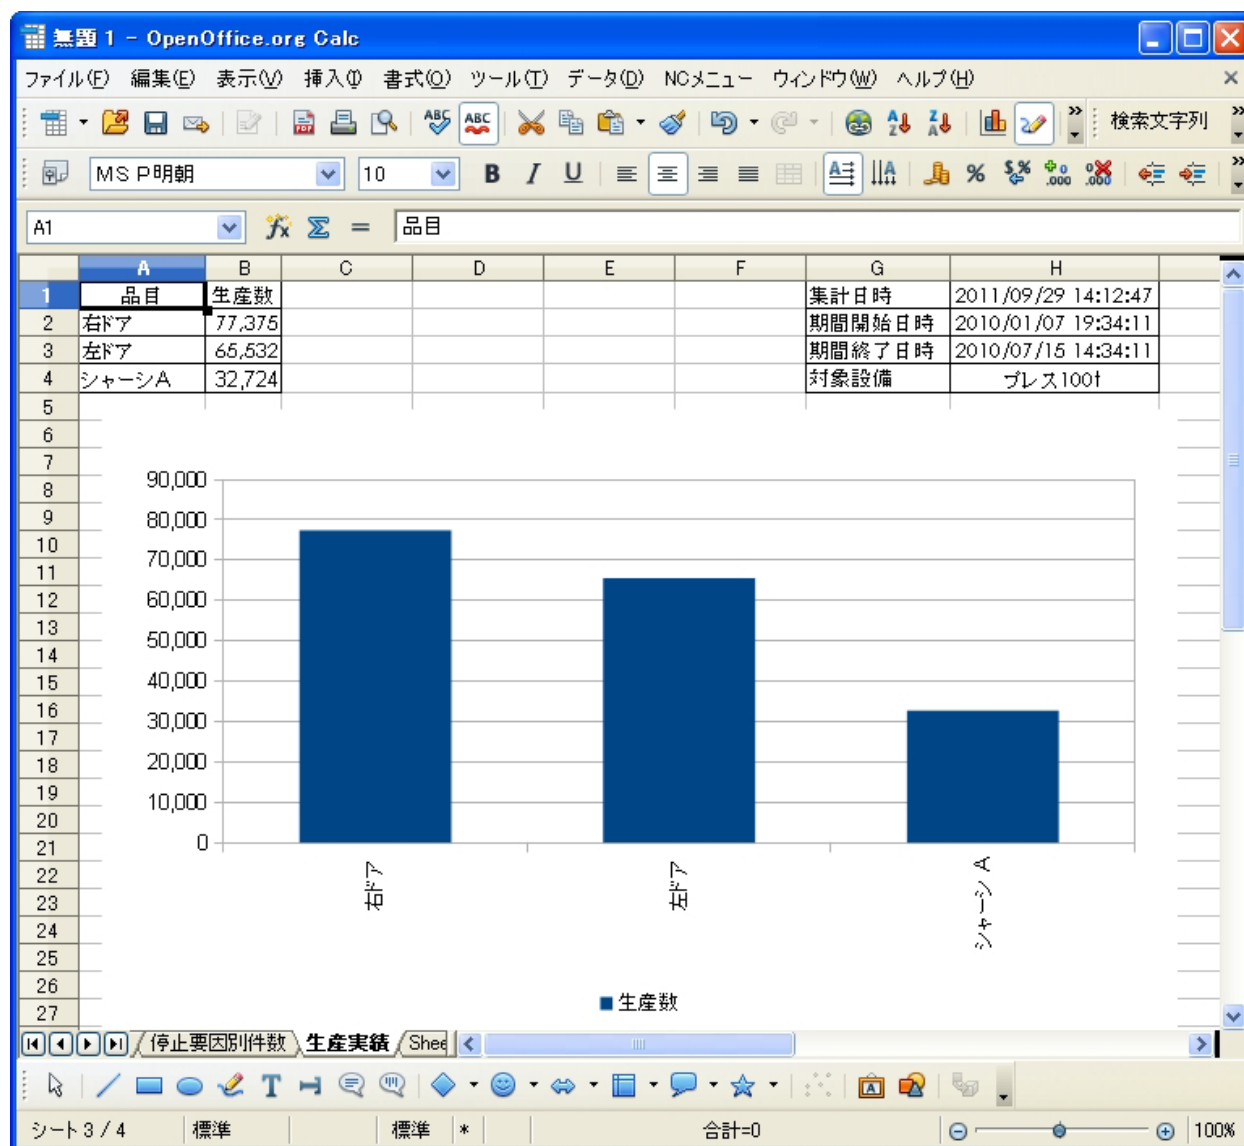 無題 1 - OpenOffice.org Calc
ファイル(F) 編集(E) 表示(V) 挿入(I) 書式(O) ツール(T) データ(D) NCメニュー ウィンドウ(W) ヘルプ(H)
検索文字列
MS P明朝 10
A1 品目
A B C D E F G H
1 品目 生産数 集計日時 2011/09/29 14:12:47
2 右ドア 77,375 期間開始日時 2010/01/07 19:34:11
3 左ドア 65,532 期間終了日時 2010/07/15 14:34:11
4 シャーシA 32,724 対象設備 プレス100t
5
6
7
8
9
10
11
12
13
14
15
16
17
18
19
20
21
22
23
24
25
26
27
90,000
80,000
70,000
60,000
50,000
40,000
30,000
20,000
10,000
0
右ドア 左ドア シャーシA
生産数
停止要因別件数 生産実績 Shee
シート 3 / 4 標準 標準 * 合計=0 100%